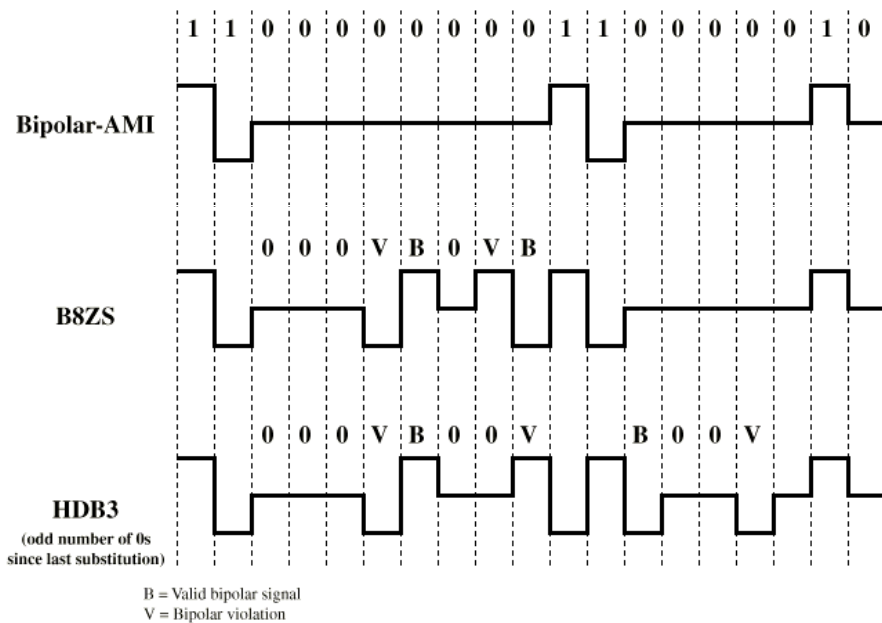 1 1 0 0 0 0 0 0 0 0 1 1 0 0 0 0 0 1 0
Bipolar-AMI
0 0 0 V B 0 V B
B8ZS
0 0 0 V B 0 0 V B 0 0 V
HDB3
(odd number of 0s
since last substitution)
B = Valid bipolar signal
V = Bipolar violation